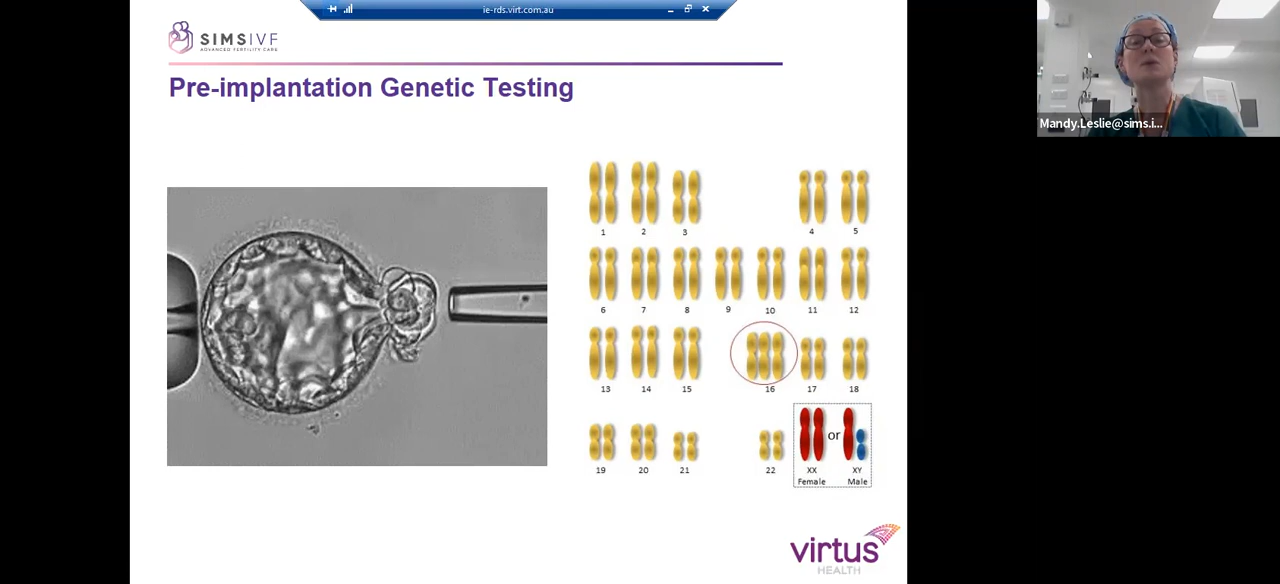 ie-rds.virt.com.au
SIMSIVF
ADVANCED FERTILITY CARE
Pre-implantation Genetic Testing
Mandy.Leslie@sims.i...
1 2 3 4 5
6 7 8 9 10 11 12
13 14 15 16 17 18
or
19 20 21 22 XX XY
Female Male
virtus
HEALTH